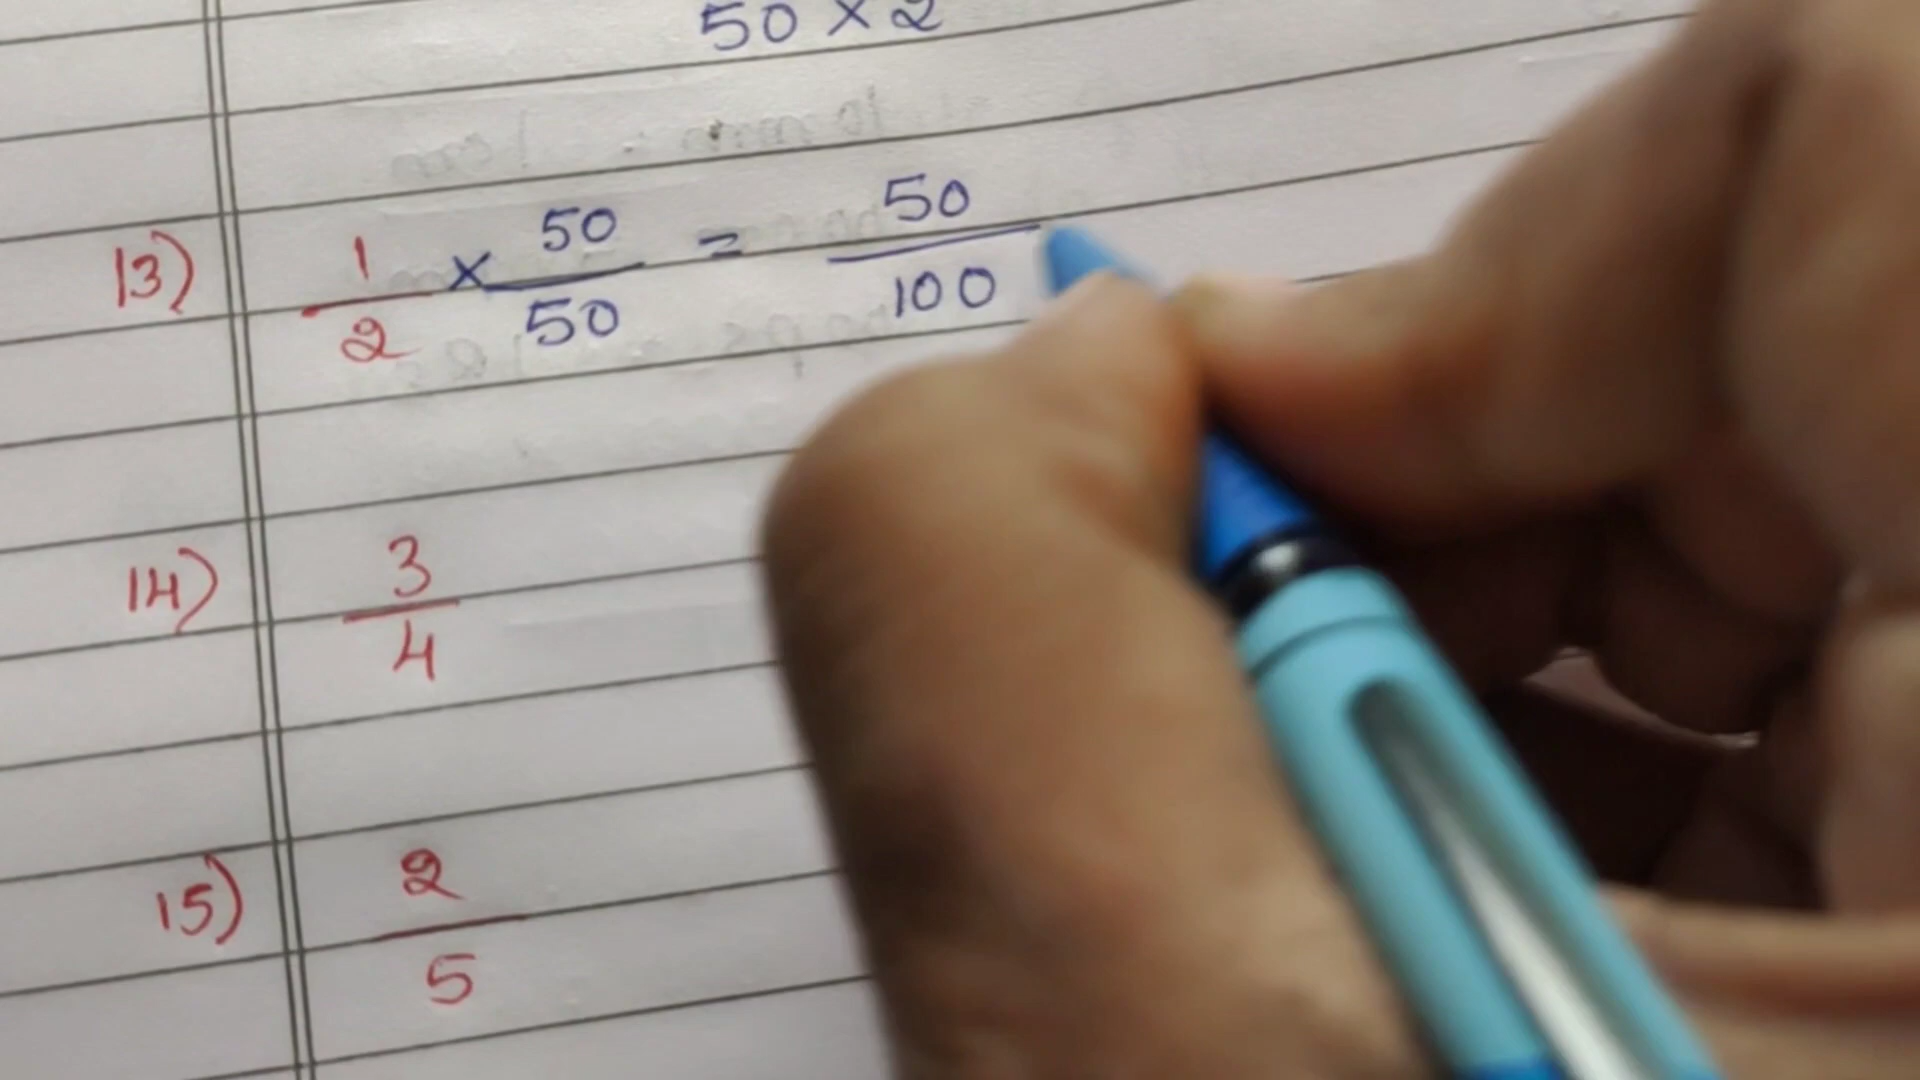 50 × 2
13) 1/2 × 50/50 = 50/100
14) 3/4
15) 2/5